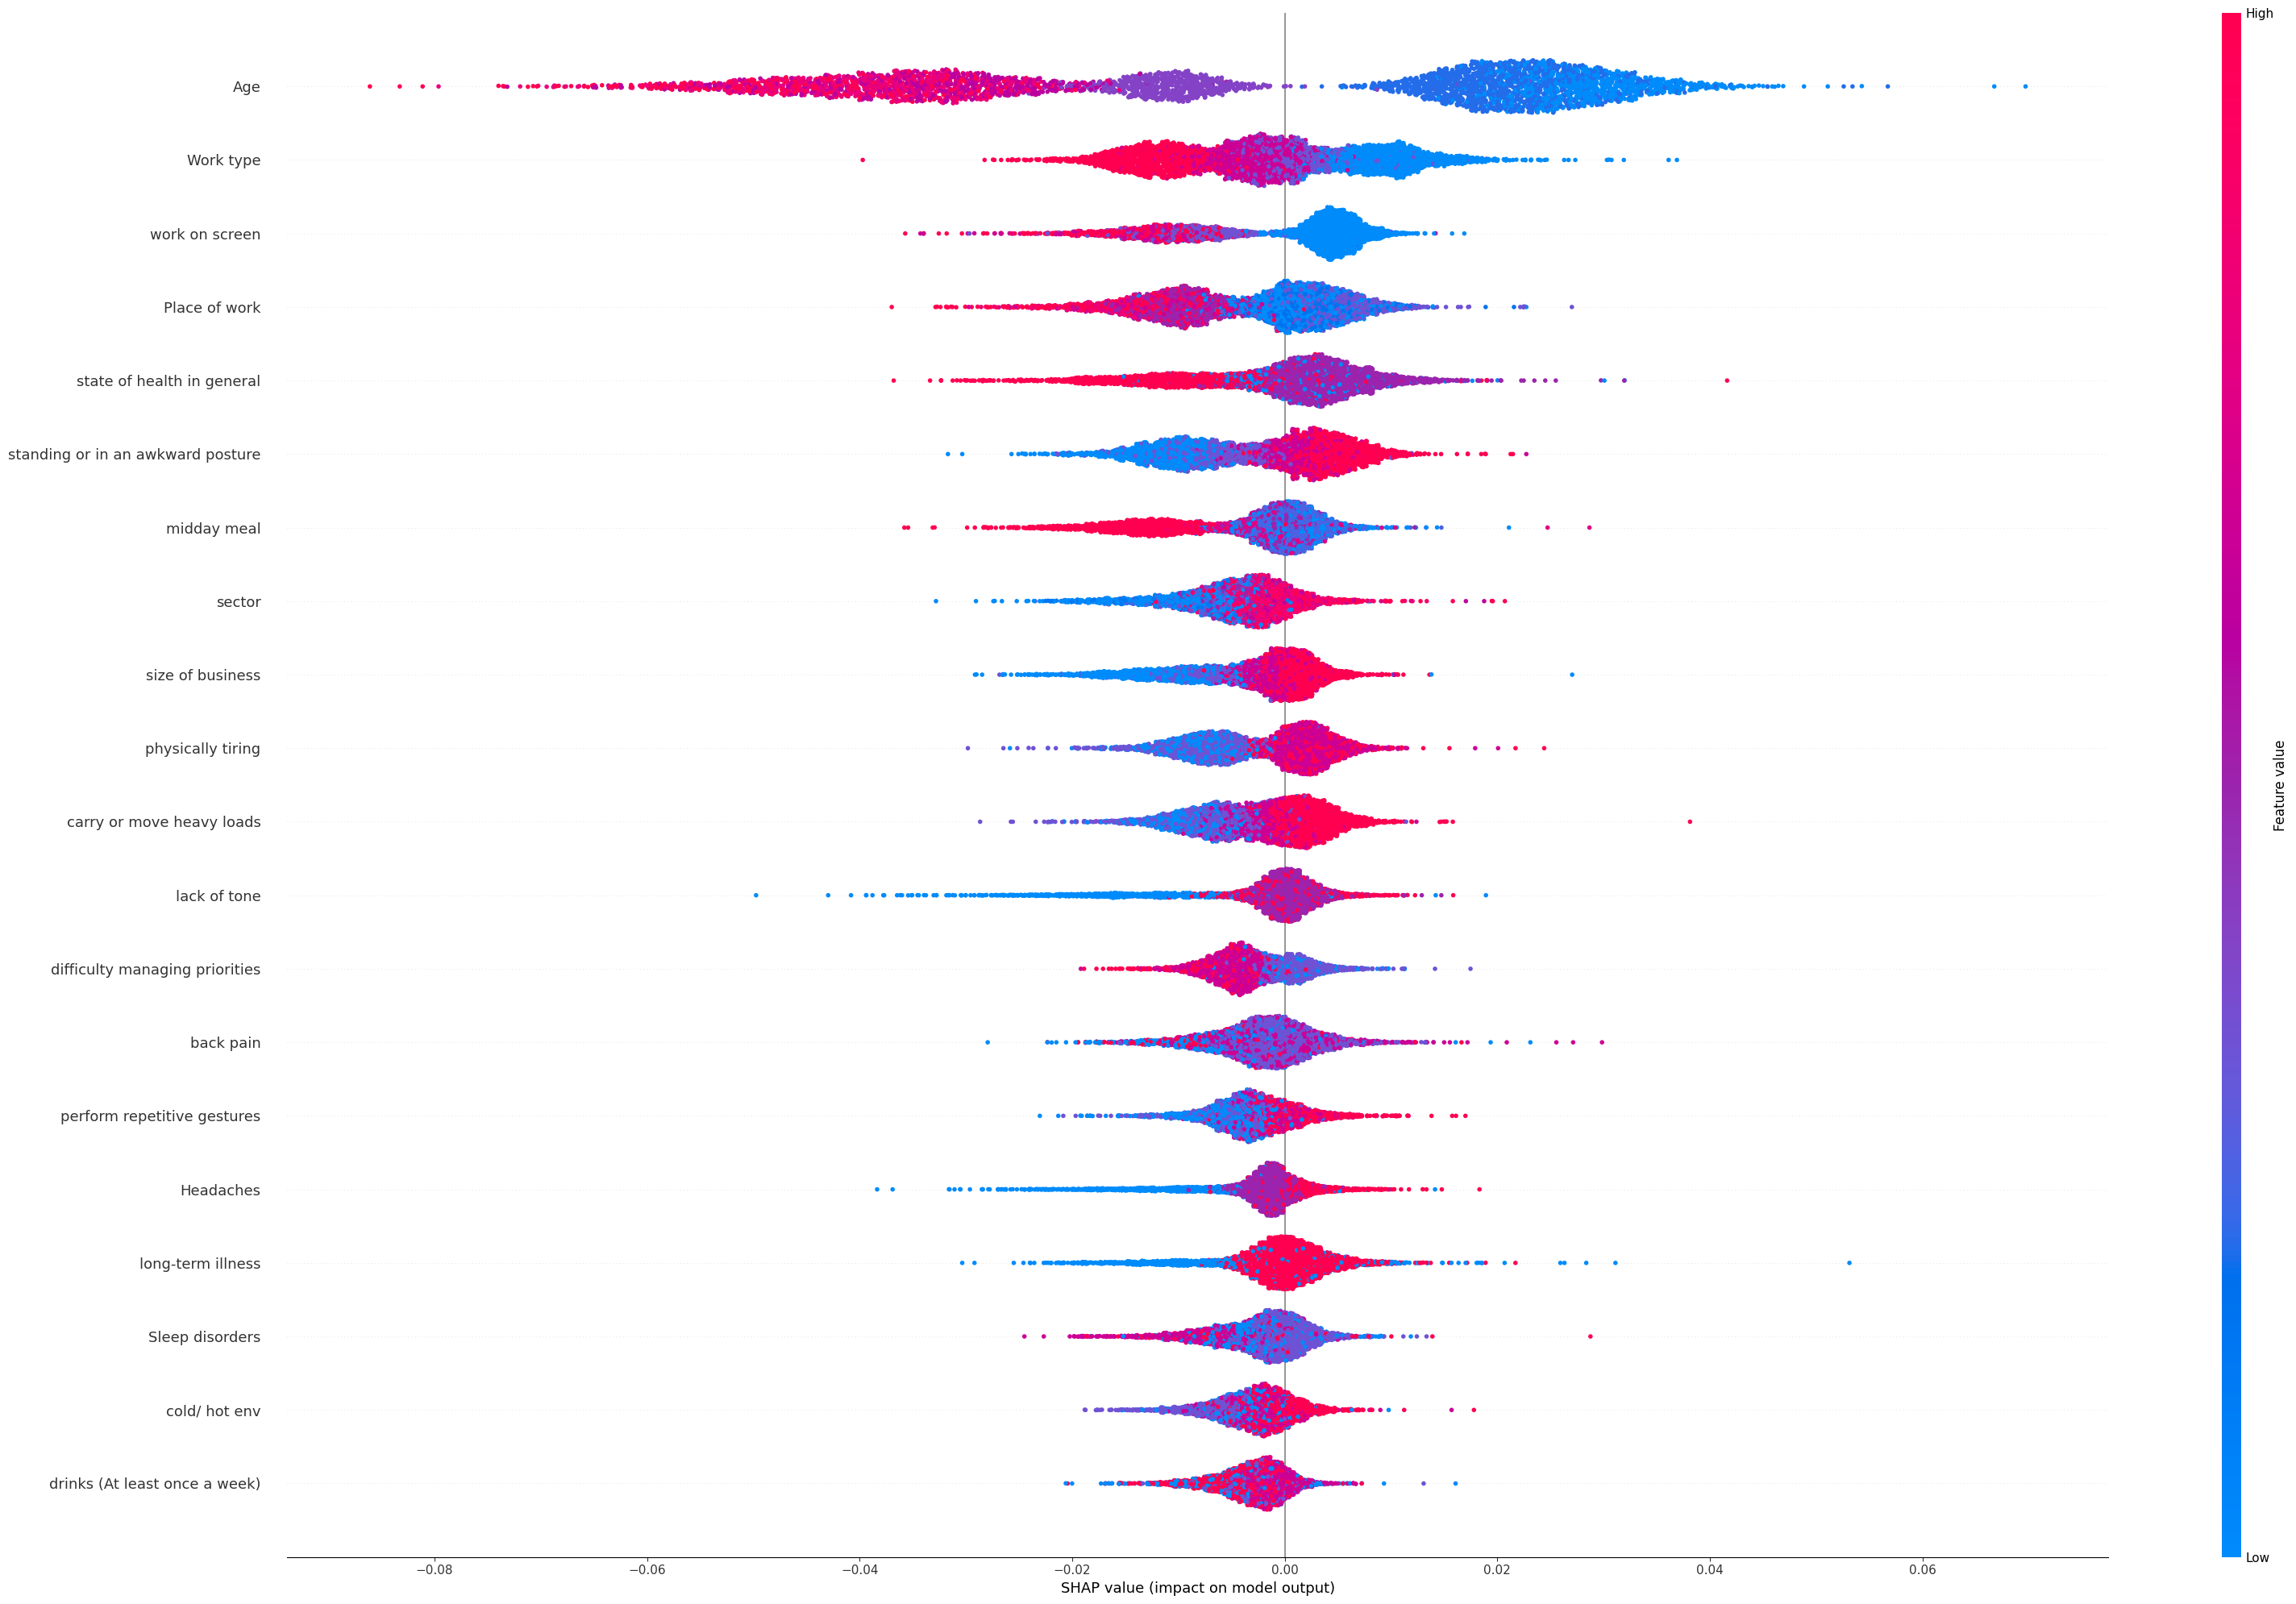 High
Age
Work type
work on screen
Place of work
state of health in general
standing or in an awkward posture
midday meal
sector
size of business
physically tiring
carry or move heavy loads
lack of tone
difficulty managing priorities
back pain
perform repetitive gestures
Headaches
long-term illness
Sleep disorders
cold/ hot env
drinks (At least once a week)
Feature value
Low
−0.08 −0.06 −0.04 −0.02 0.00 0.02 0.04 0.06
SHAP value (impact on model output)